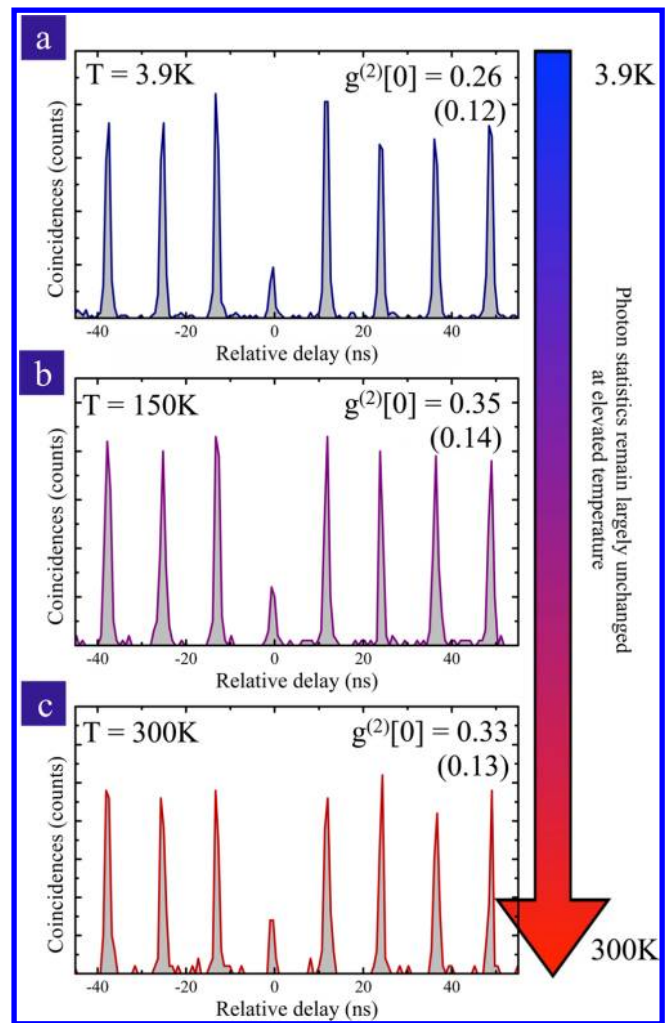 a
T = 3.9K
g⁽²⁾[0] = 0.26
(0.12)
Coincidences (counts)
-40 -20 0 20 40
Relative delay (ns)
b
T = 150K
g⁽²⁾[0] = 0.35
(0.14)
Coincidences (counts)
-40 -20 0 20 40
Relative delay (ns)
c
T = 300K
g⁽²⁾[0] = 0.33
(0.13)
Coincidences (counts)
-40 -20 0 20 40
Relative delay (ns)
3.9K
Photon statistics remain largely unchanged
at elevated temperature
300K